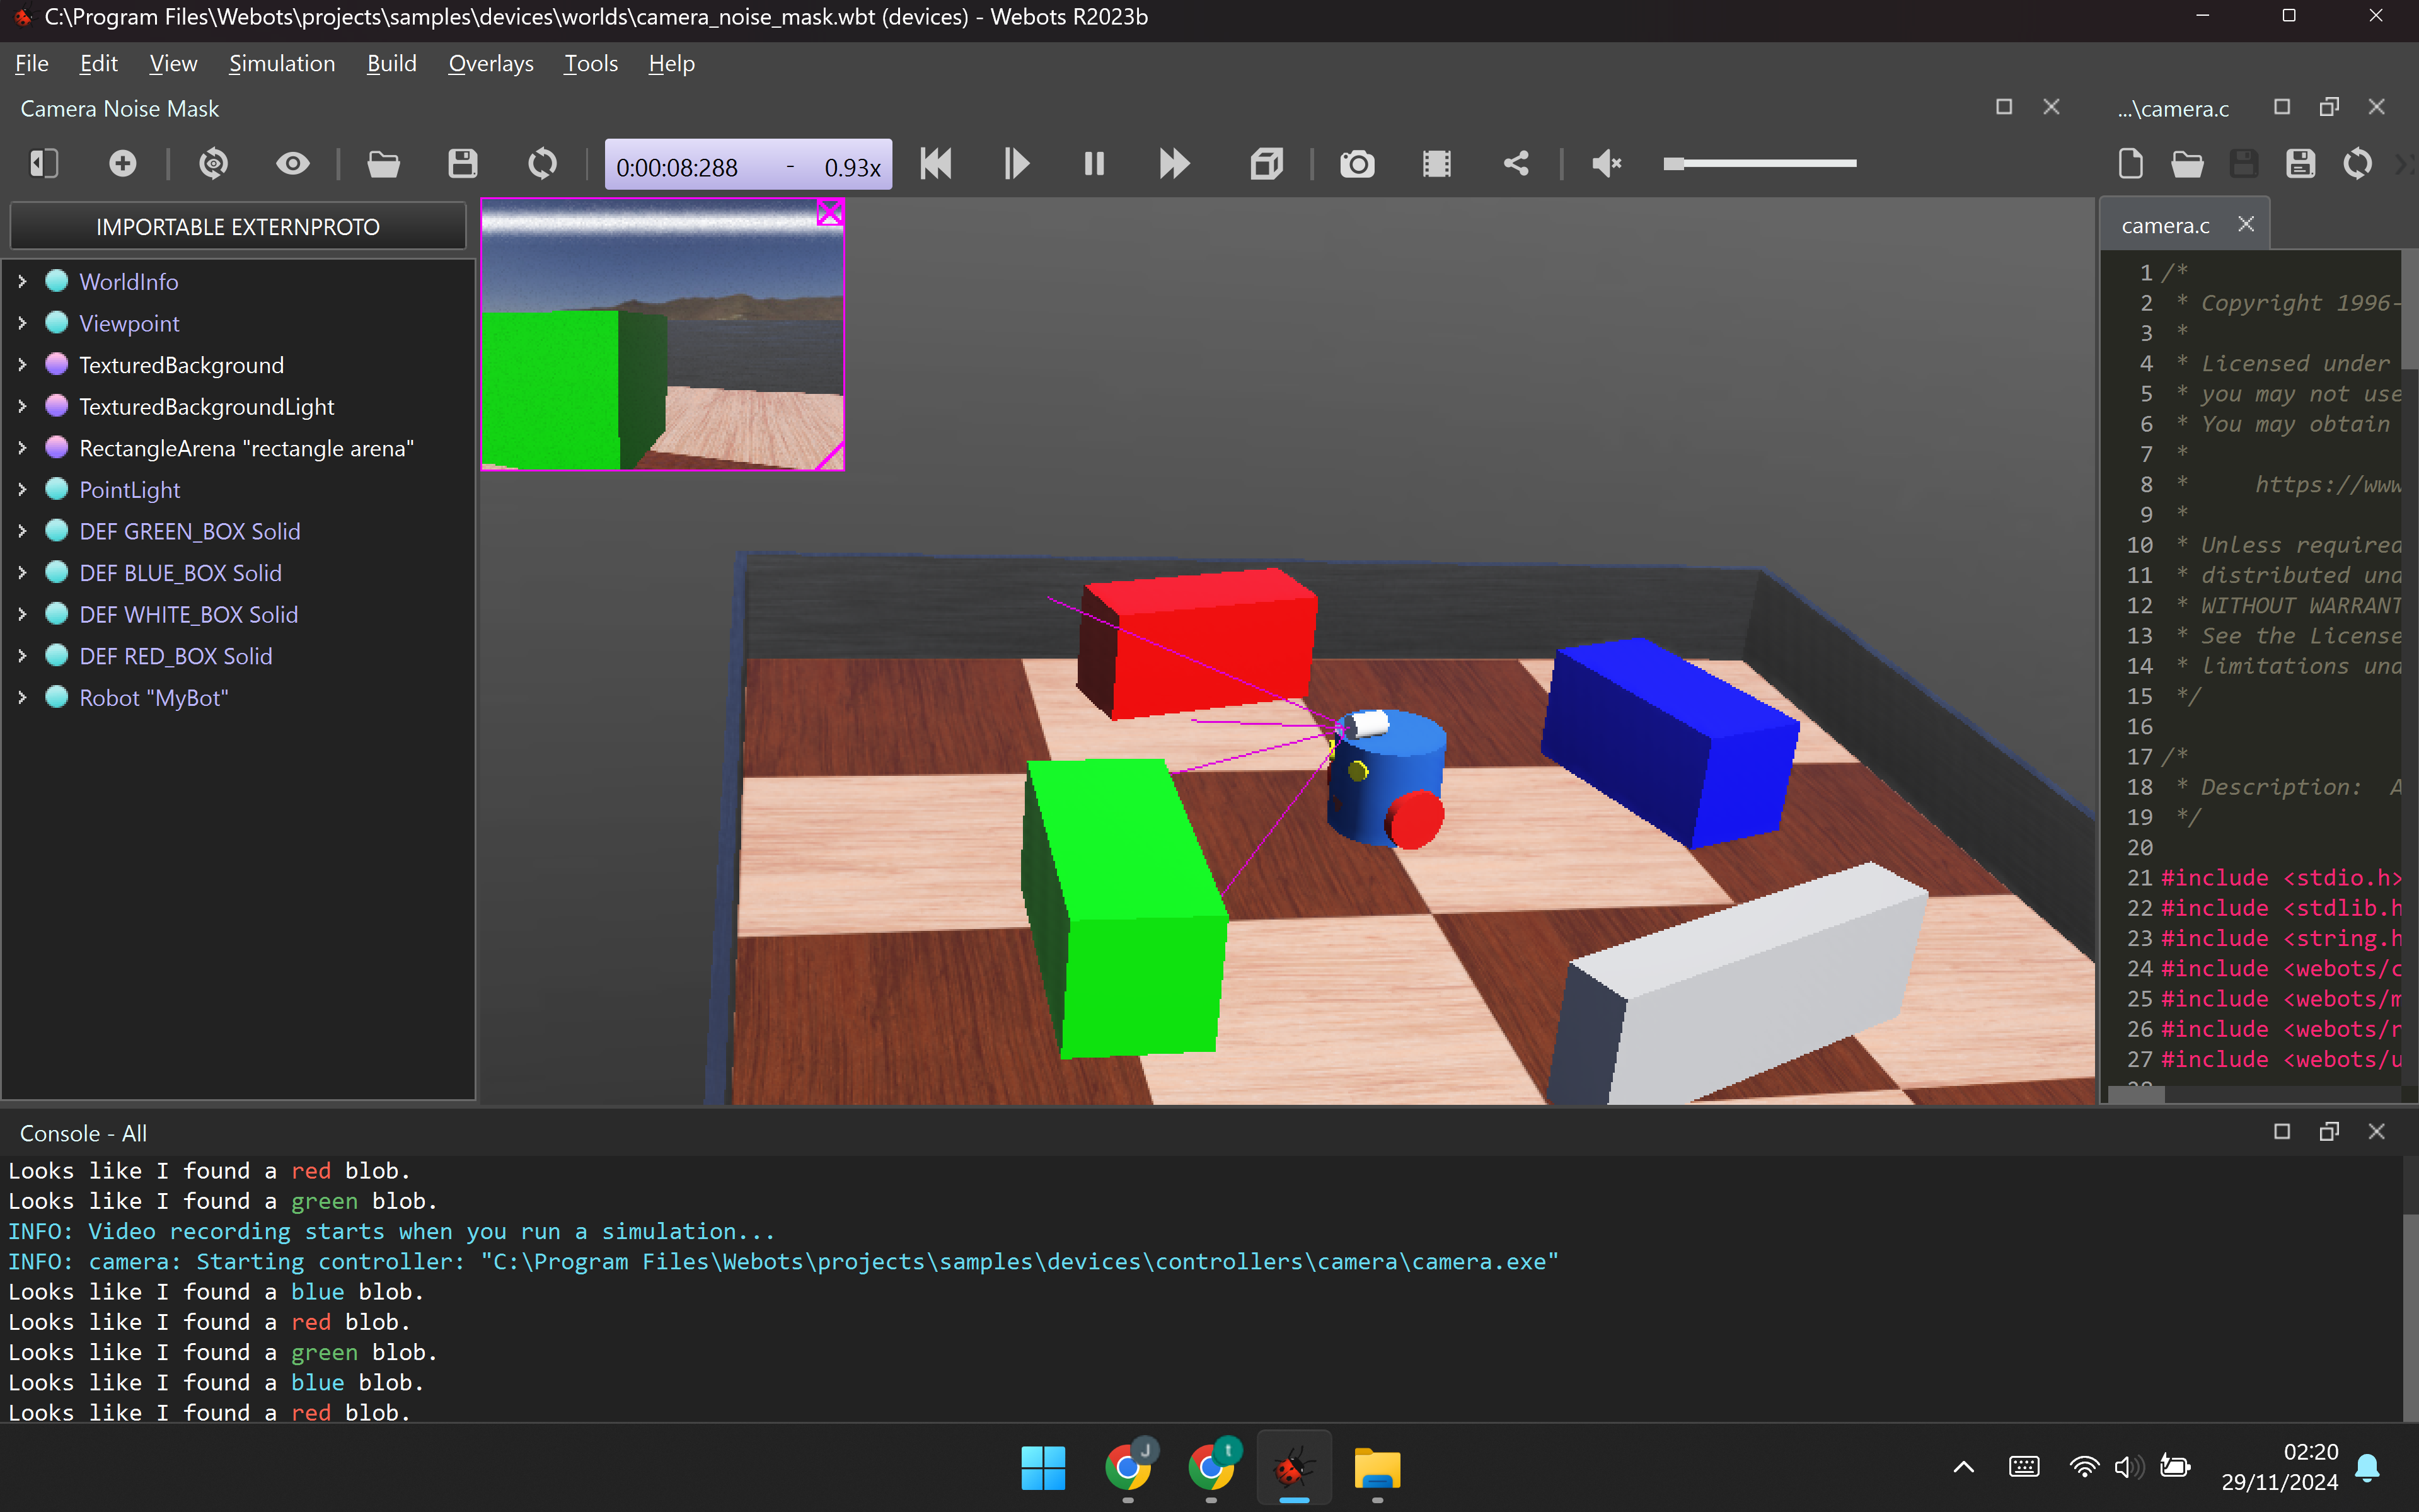 C:\Program Files\Webots\projects\samples\devices\worlds\camera_noise_mask.wbt (devices) - Webots R2023b
File Edit View Simulation Build Overlays Tools Help
Camera Noise Mask
...\camera.c
0:00:08:288 - 0.93x
IMPORTABLE EXTERNPROTO
WorldInfo
Viewpoint
TexturedBackground
TexturedBackgroundLight
RectangleArena "rectangle arena"
PointLight
DEF GREEN_BOX Solid
DEF BLUE_BOX Solid
DEF WHITE_BOX Solid
DEF RED_BOX Solid
Robot "MyBot"
camera.c
1 /*
2 * Copyright 1996-
3 *
4 * Licensed under
5 * you may not use
6 * You may obtain
7 *
8 * https://www
9 *
10 * Unless required
11 * distributed und
12 * WITHOUT WARRANT
13 * See the License
14 * limitations und
15 */
16
17 /*
18 * Description: A
19 */
20
21 #include <stdio.h>
22 #include <stdlib.h
23 #include <string.h
24 #include <webots/c
25 #include <webots/m
26 #include <webots/r
27 #include <webots/u
Console - All
Looks like I found a red blob.
Looks like I found a green blob.
INFO: Video recording starts when you run a simulation...
INFO: camera: Starting controller: "C:\Program Files\Webots\projects\samples\devices\controllers\camera\camera.exe"
Looks like I found a blue blob.
Looks like I found a red blob.
Looks like I found a green blob.
Looks like I found a blue blob.
Looks like I found a red blob.
J
t
02:20
29/11/2024